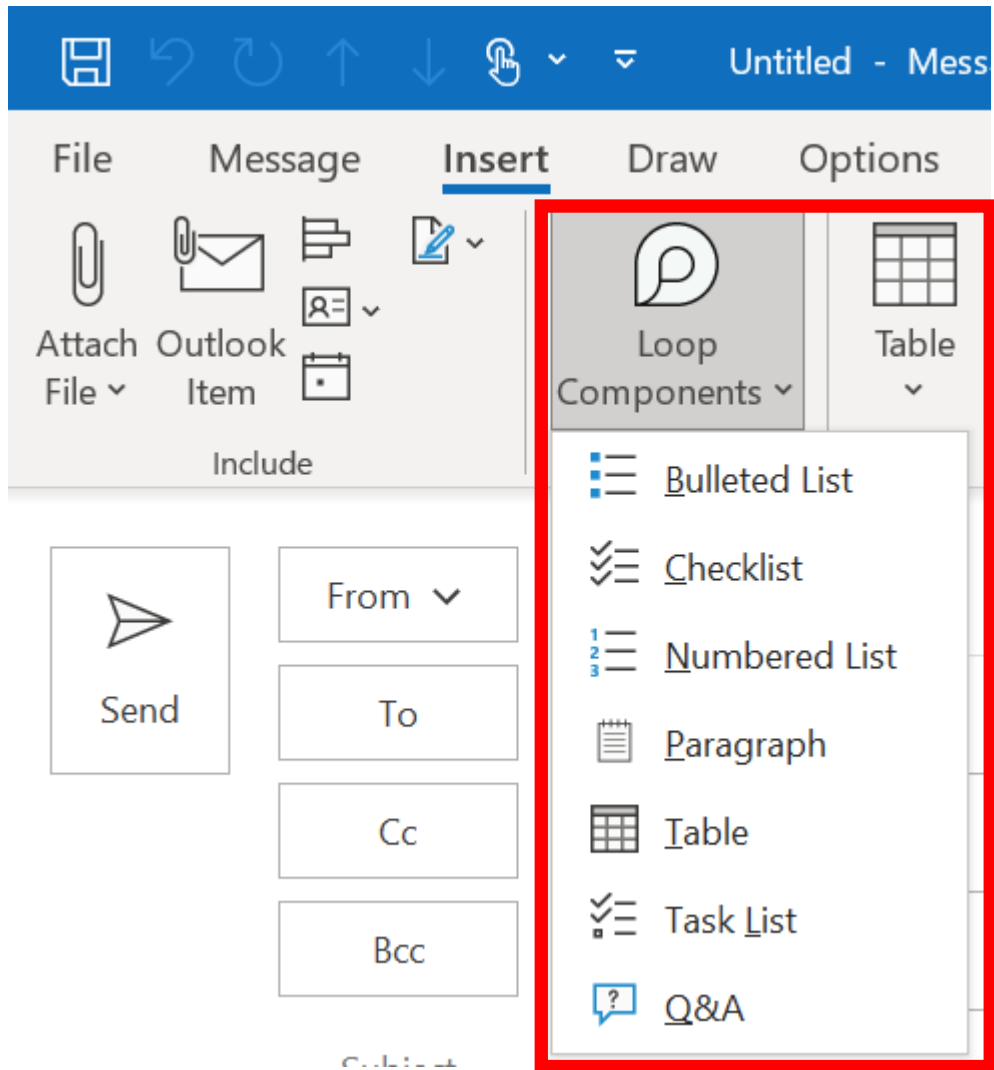 Untitled - Mess
File Message Insert Draw Options
Attach File
Outlook Item
Include
Loop Components
Table
Bulleted List
Checklist
Numbered List
Paragraph
Table
Task List
Q&A
Send
From
To
Cc
Bcc